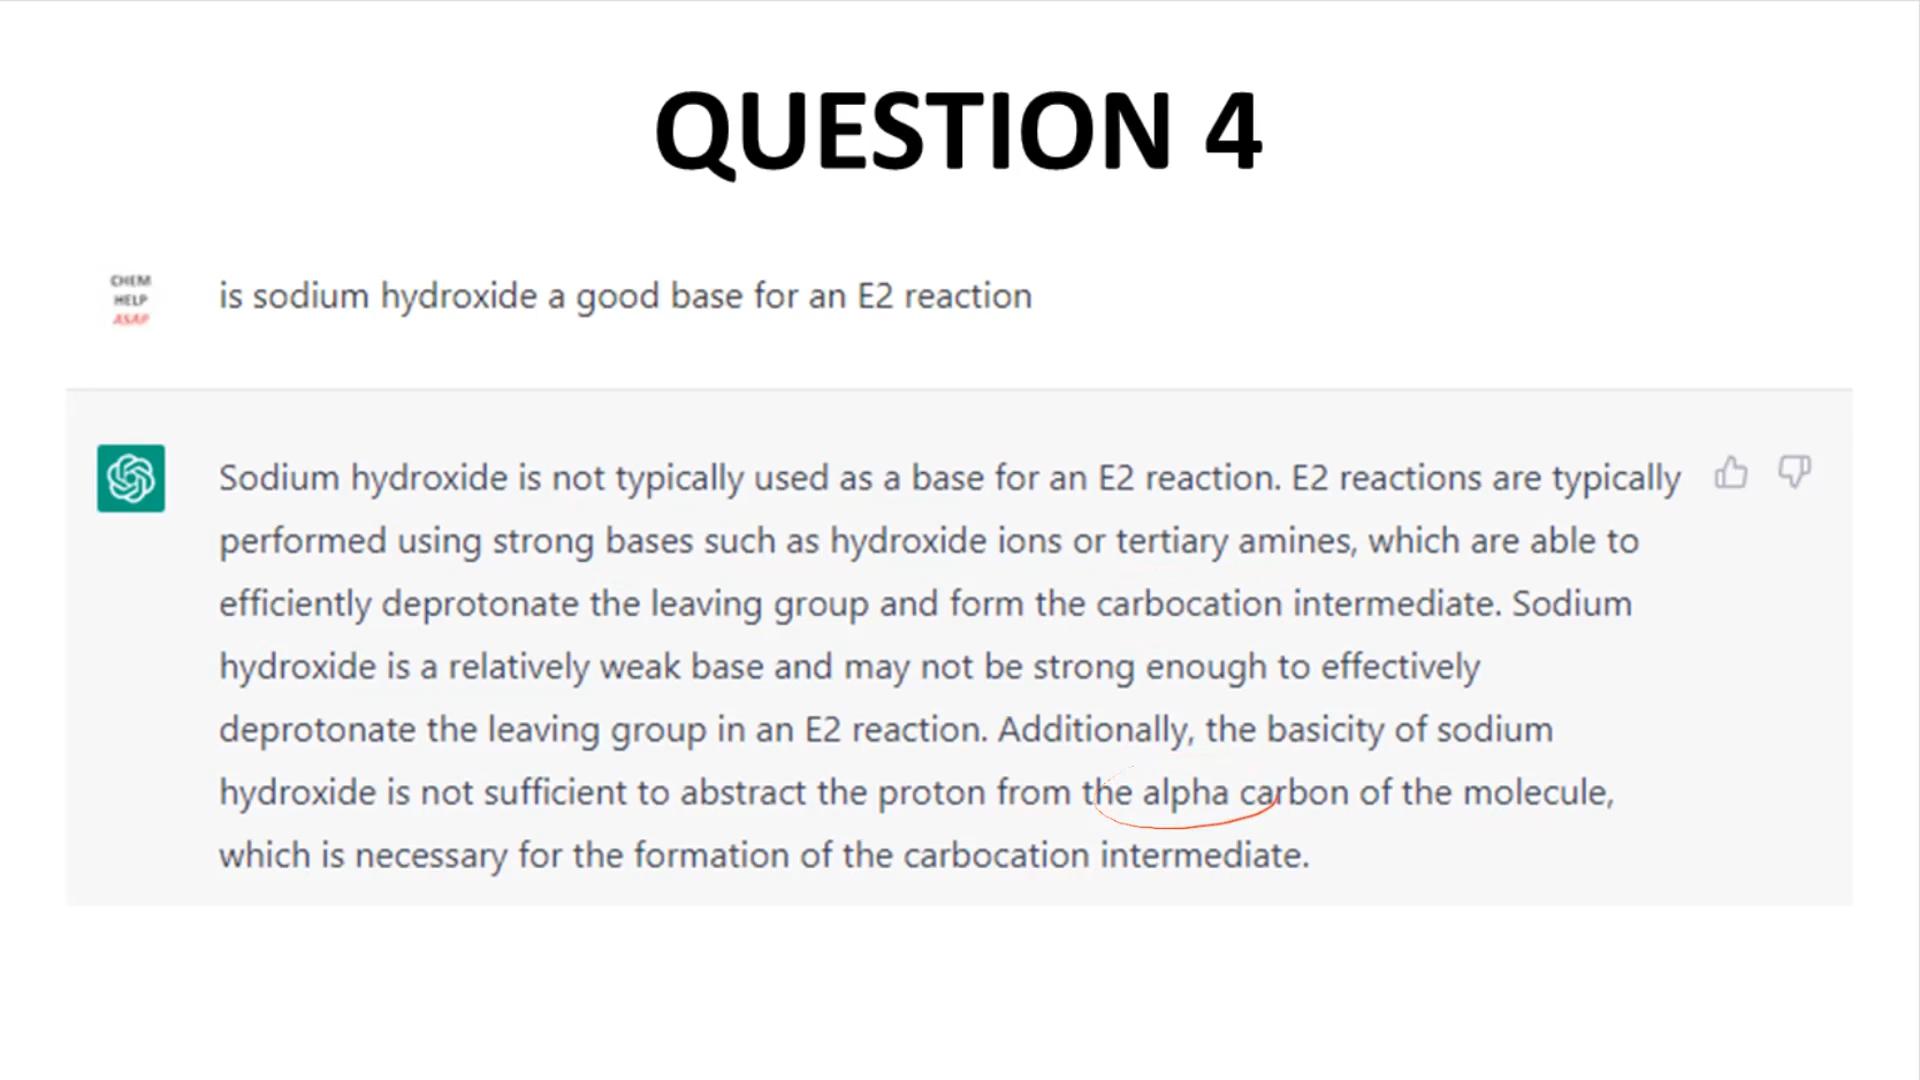 QUESTION 4
CHEM
HELP
ASAP
is sodium hydroxide a good base for an E2 reaction
Sodium hydroxide is not typically used as a base for an E2 reaction. E2 reactions are typically
performed using strong bases such as hydroxide ions or tertiary amines, which are able to
efficiently deprotonate the leaving group and form the carbocation intermediate. Sodium
hydroxide is a relatively weak base and may not be strong enough to effectively
deprotonate the leaving group in an E2 reaction. Additionally, the basicity of sodium
hydroxide is not sufficient to abstract the proton from the alpha carbon of the molecule,
which is necessary for the formation of the carbocation intermediate.